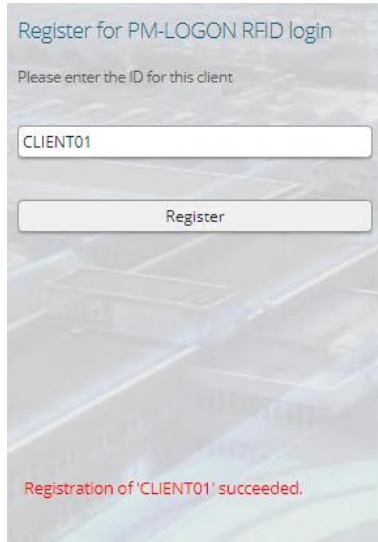 Register for PM-LOGON RFID login
Please enter the ID for this client
CLIENT01
Register
Registration of 'CLIENT01' succeeded.